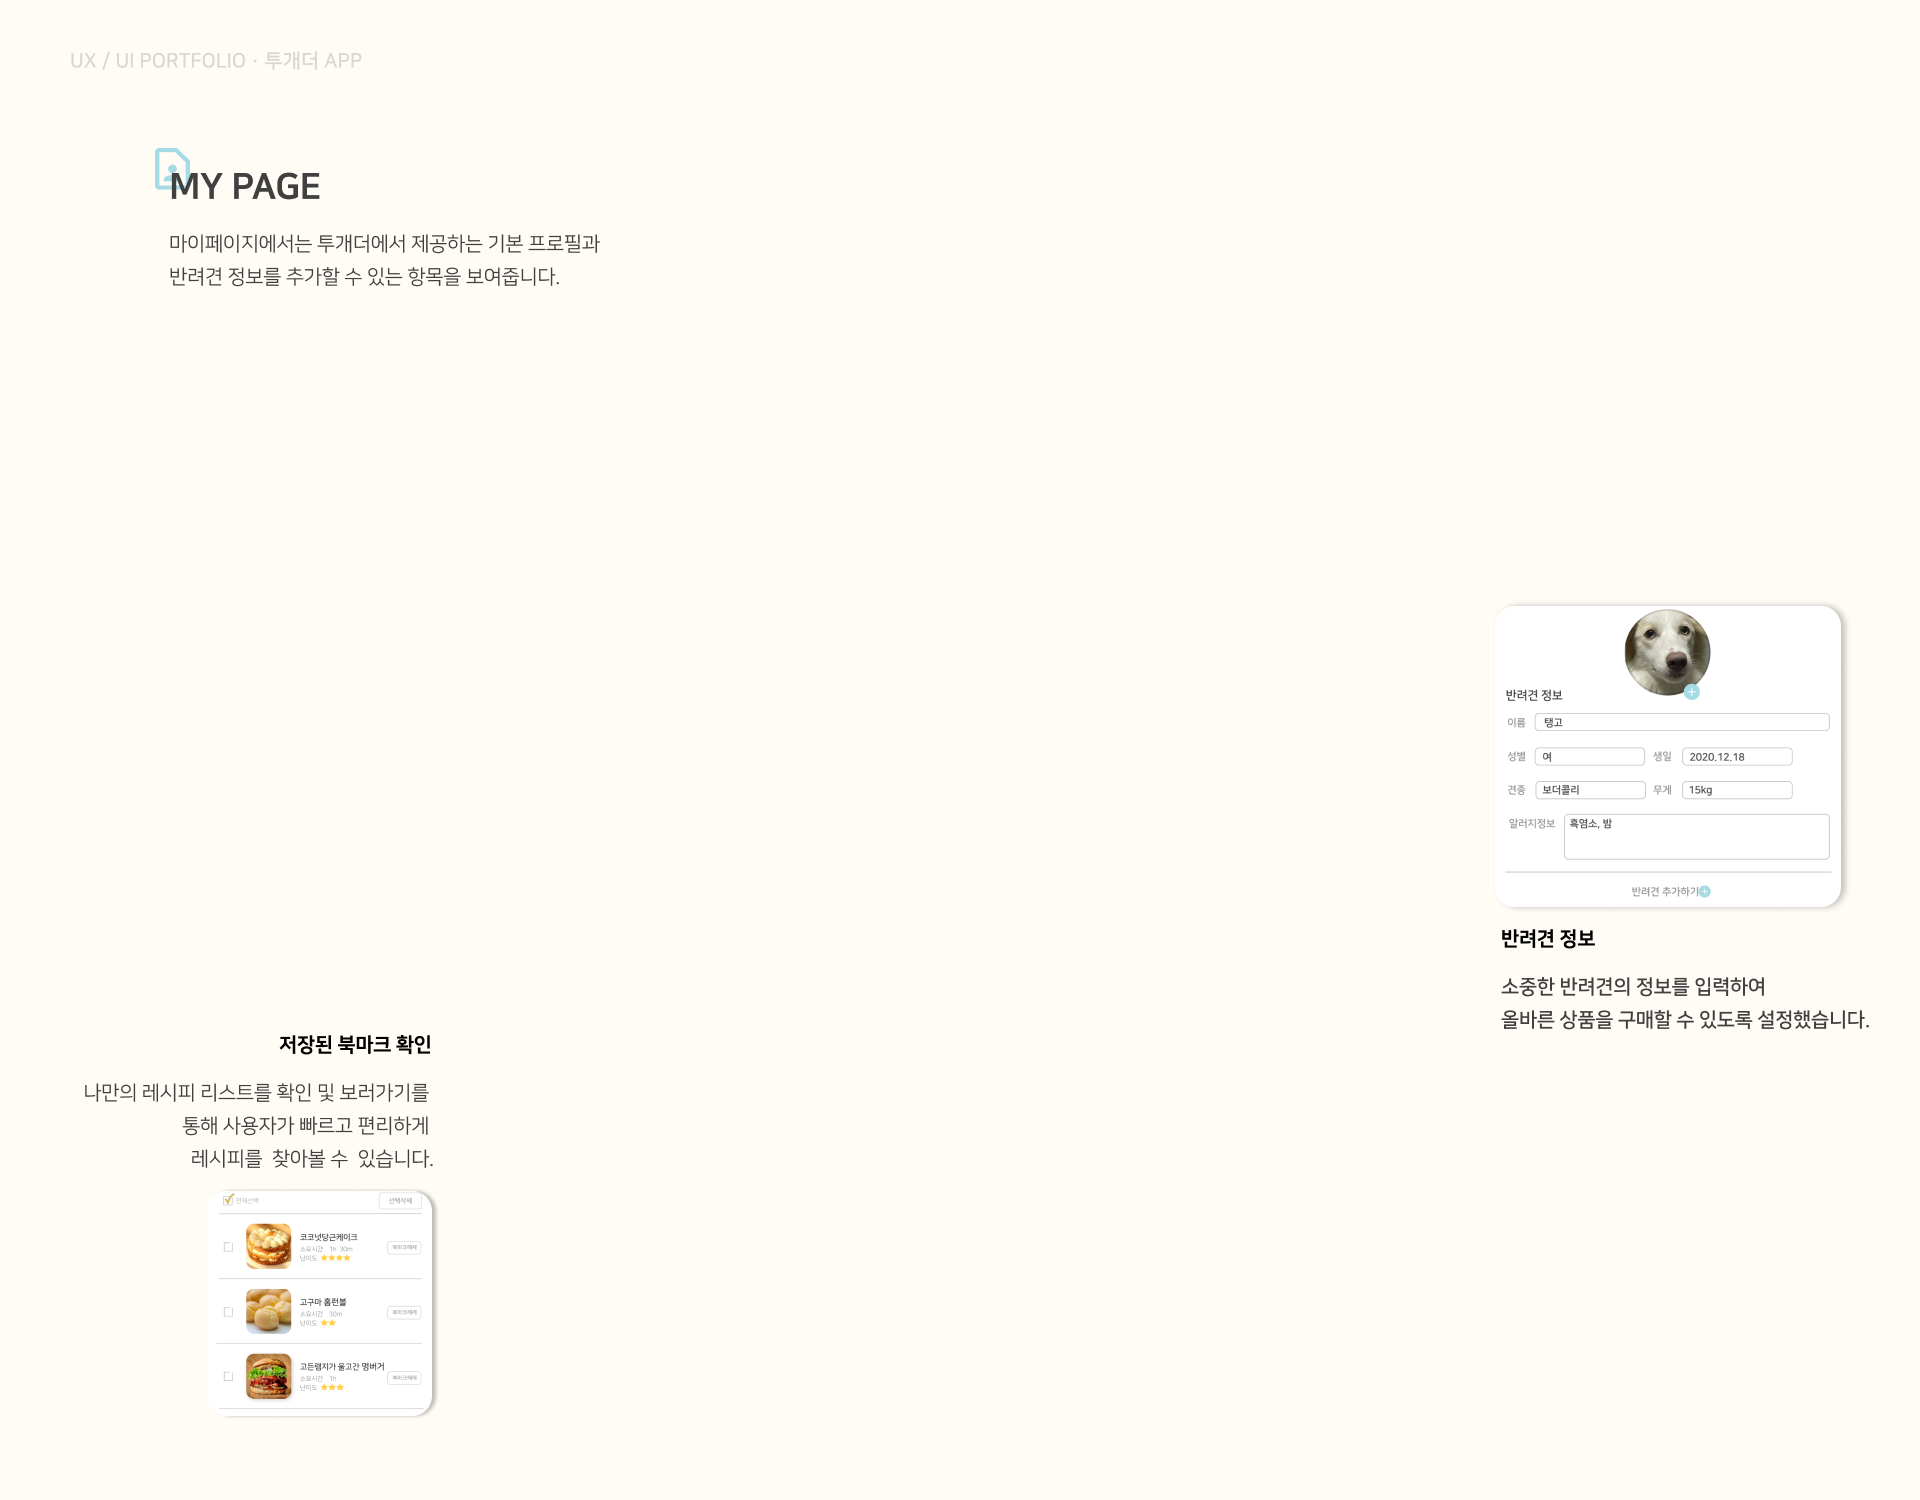 UX / UI PORTFOLIO · 투개더 APP
MY PAGE
마이페이지에서는 투개더에서 제공하는 기본 프로필과
반려견 정보를 추가할 수 있는 항목을 보여줍니다.
반려견 정보
이름 탱고
성별 여 생일 2020.12.18
견종 보더콜리 무게 15kg
알러지정보 흑염소, 밤
반려견 추가하기
반려견 정보
소중한 반려견의 정보를 입력하여
올바른 상품을 구매할 수 있도록 설정했습니다.
저장된 북마크 확인
나만의 레시피 리스트를 확인 및 보러가기를
통해 사용자가 빠르고 편리하게
레시피를 찾아볼 수 있습니다.
전체선택 선택삭제
코코넛당근케이크
소요시간 1h 30m 북마크해제
난이도
고구마 홈런볼
소요시간 30m 북마크해제
난이도
고든램지가 울고간 멍버거
소요시간 1h 북마크해제
난이도